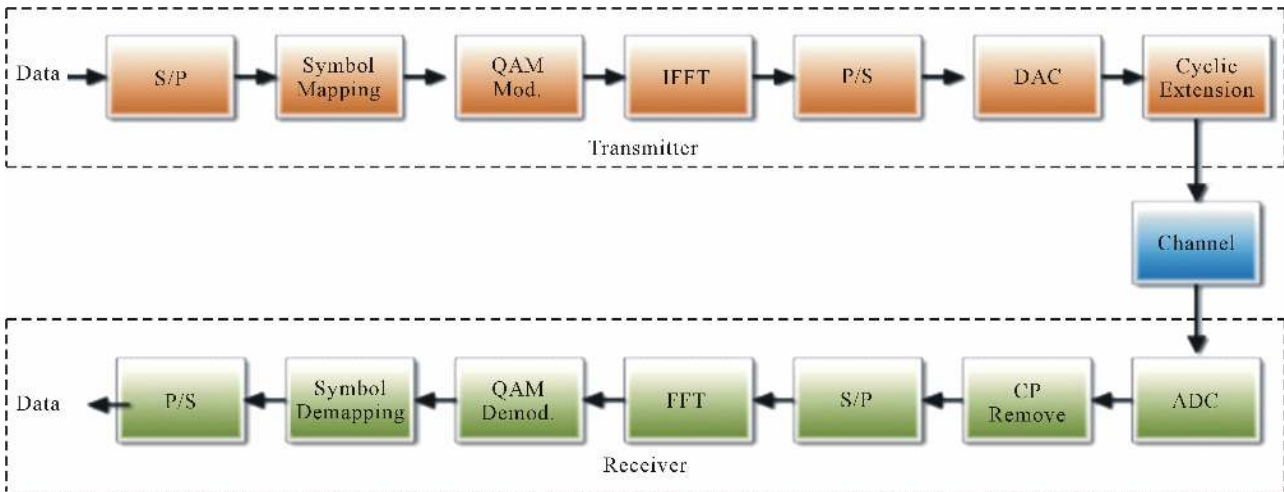 Data
S/P
Symbol
Mapping
QAM
Mod.
IFFT
P/S
DAC
Cyclic
Extension
Transmitter
Channel
Data
P/S
Symbol
Demapping
QAM
Demod.
FFT
S/P
CP
Remove
ADC
Receiver